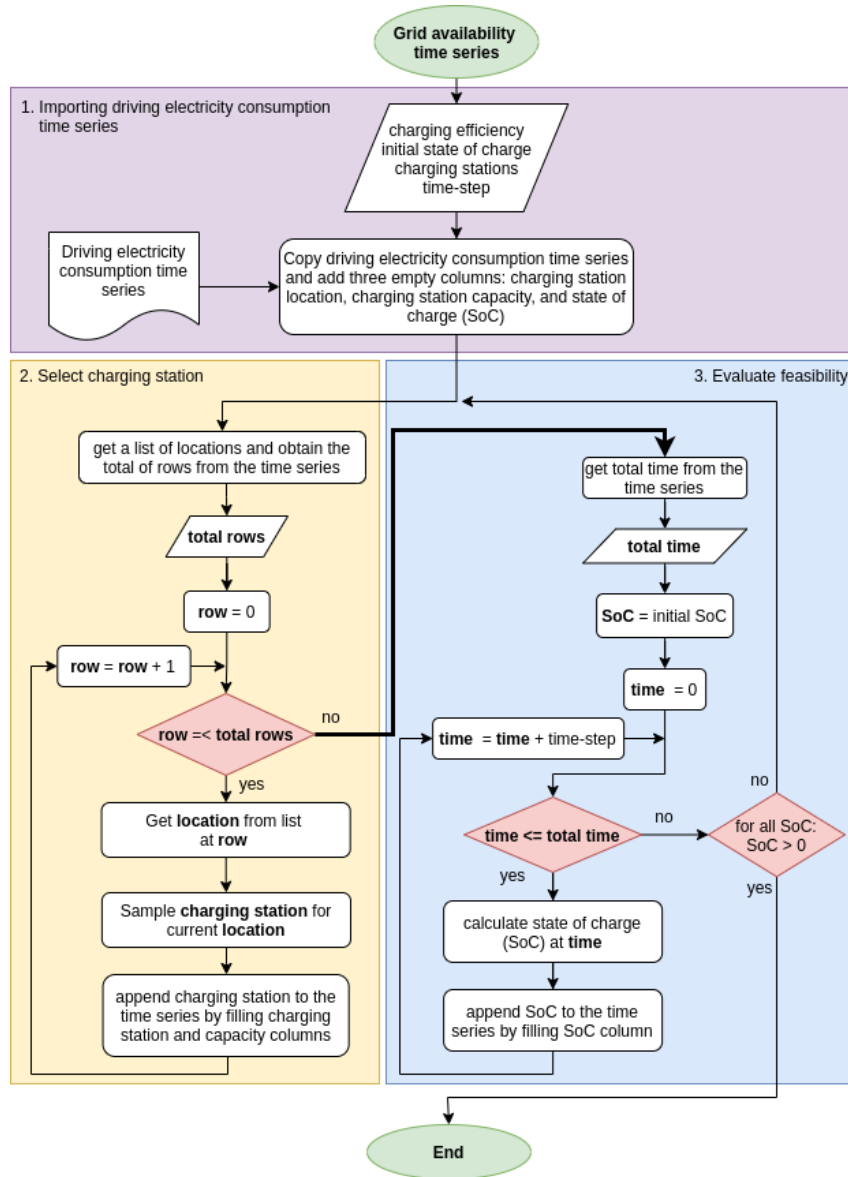 Grid availability
time series
1. Importing driving electricity consumption
time series
charging efficiency
initial state of charge
charging stations
time-step
Driving electricity
consumption time
series
Copy driving electricity consumption time series
and add three empty columns: charging station
location, charging station capacity, and state of
charge (SoC)
2. Select charging station
get a list of locations and obtain the
total of rows from the time series
total rows
row = 0
row = row + 1
row =< total rows
no
yes
Get location from list
at row
Sample charging station for
current location
append charging station to the
time series by filling charging
station and capacity columns
3. Evaluate feasibility
get total time from the
time series
total time
SoC = initial SoC
time = 0
time = time + time-step
time <= total time
no
yes
calculate state of charge
(SoC) at time
append SoC to the time
series by filling SoC column
no
for all SoC:
SoC > 0
yes
End